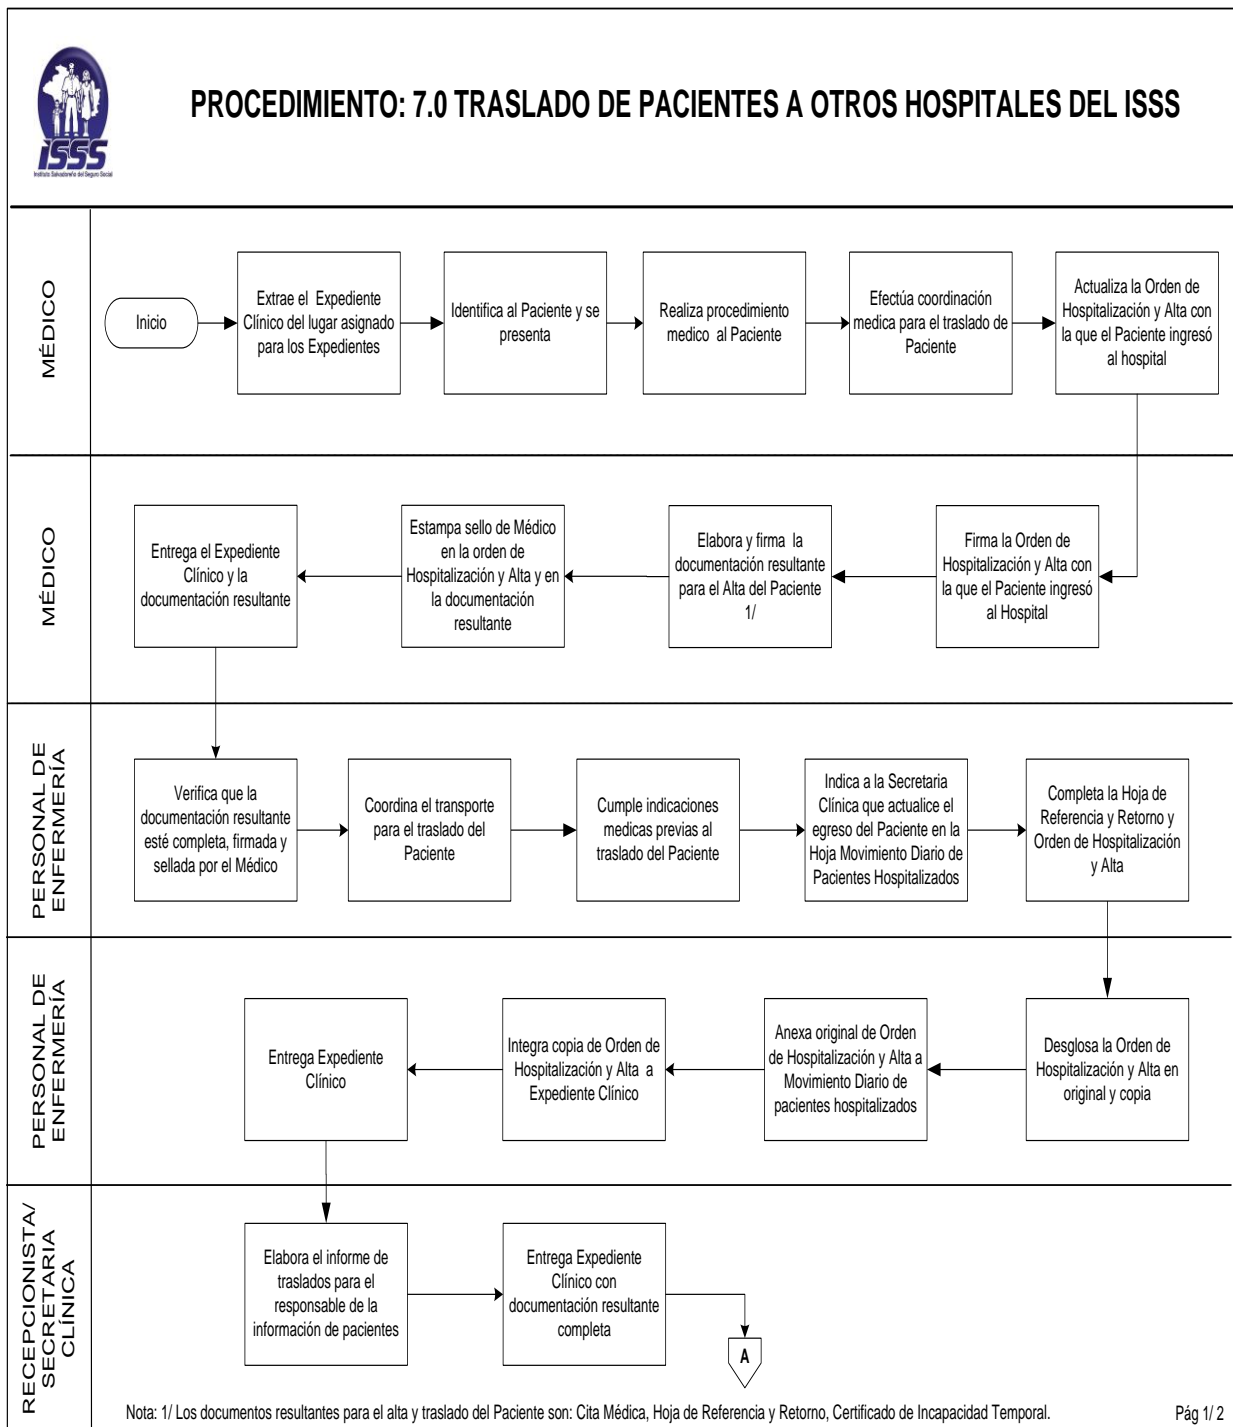 PROCEDIMIENTO: 7.0 TRASLADO DE PACIENTES A OTROS HOSPITALES DEL ISSS
ISSS
Instituto Salvadoreño del Seguro Social
MÉDICO
Inicio
Extrae el Expediente
Clínico del lugar asignado
para los Expedientes
Identifica al Paciente y se
presenta
Realiza procedimiento
medico al Paciente
Efectúa coordinación
medica para el traslado de
Paciente
Actualiza la Orden de
Hospitalización y Alta con
la que el Paciente ingresó
al hospital
MÉDICO
Entrega el Expediente
Clínico y la
documentación resultante
Estampa sello de Médico
en la orden de
Hospitalización y Alta y en
la documentación
resultante
Elabora y firma la
documentación resultante
para el Alta del Paciente
1/
Firma la Orden de
Hospitalización y Alta con
la que el Paciente ingresó
al Hospital
PERSONAL DE
ENFERMERÍA
Verifica que la
documentación resultante
esté completa, firmada y
sellada por el Médico
Coordina el transporte
para el traslado del
Paciente
Cumple indicaciones
medicas previas al
traslado del Paciente
Indica a la Secretaria
Clínica que actualice el
egreso del Paciente en la
Hoja Movimiento Diario de
Pacientes Hospitalizados
Completa la Hoja de
Referencia y Retorno y
Orden de Hospitalización
y Alta
PERSONAL DE
ENFERMERÍA
Entrega Expediente
Clínico
Integra copia de Orden de
Hospitalización y Alta a
Expediente Clínico
Anexa original de Orden
de Hospitalización y Alta a
Movimiento Diario de
pacientes hospitalizados
Desglosa la Orden de
Hospitalización y Alta en
original y copia
RECEPCIONISTA/
SECRETARIA
CLÍNICA
Elabora el informe de
traslados para el
responsable de la
información de pacientes
Entrega Expediente
Clínico con
documentación resultante
completa
A
Nota: 1/ Los documentos resultantes para el alta y traslado del Paciente son: Cita Médica, Hoja de Referencia y Retorno, Certificado de Incapacidad Temporal.
Pág 1/ 2